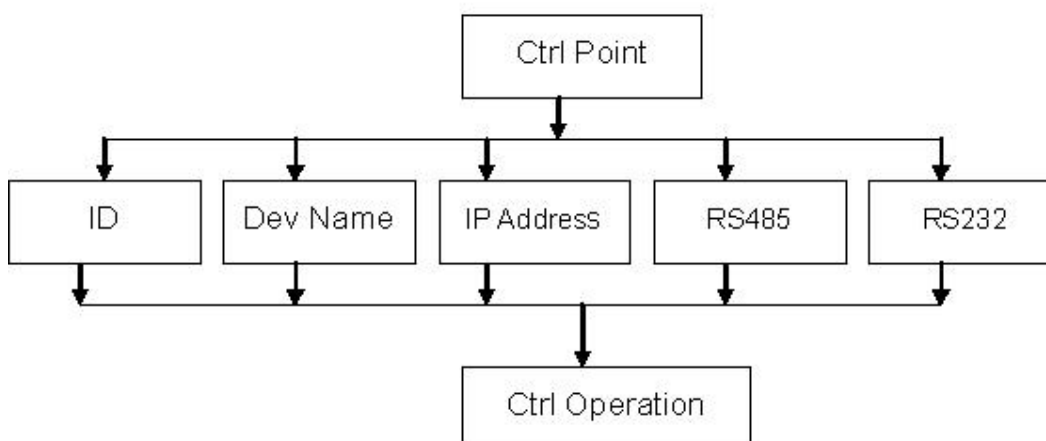 Ctrl Point
ID
Dev Name
IP Address
RS485
RS232
Ctrl Operation